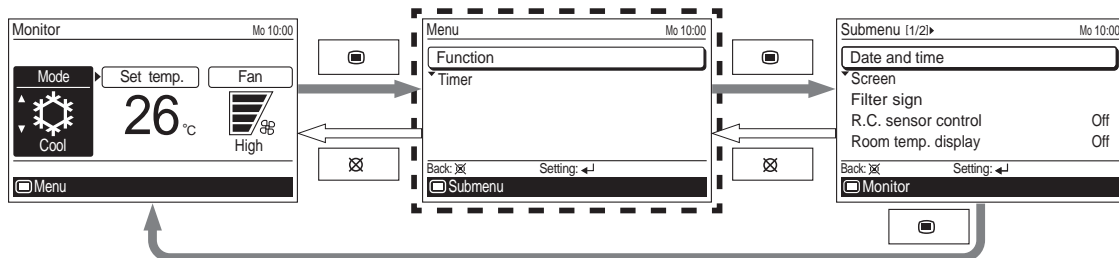 Monitor Mo 10:00
Mode Set temp. Fan
26 °C
Cool High
Menu
Menu Mo 10:00
Function
Timer
Back: Setting:
Submenu
Submenu [1/2] Mo 10:00
Date and time
Screen
Filter sign
R.C. sensor control Off
Room temp. display Off
Back: Setting:
Monitor